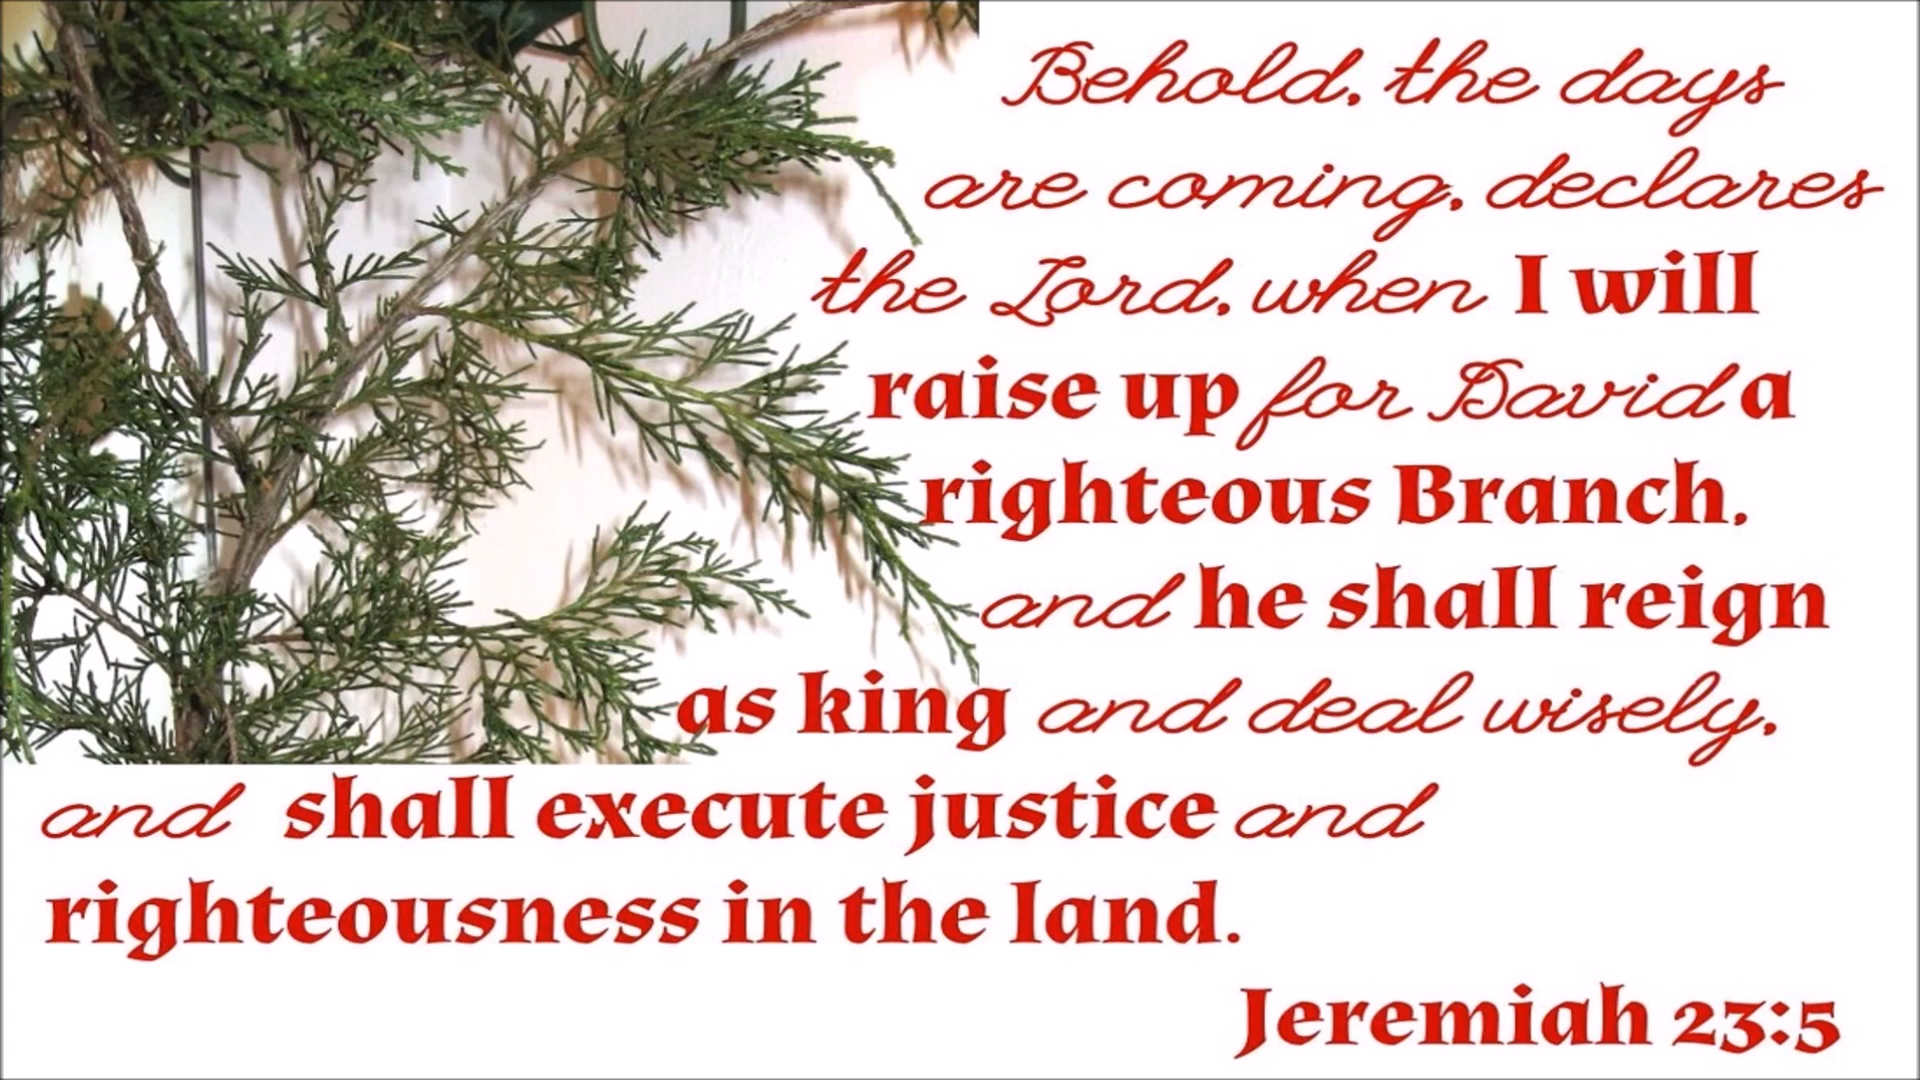 Behold, the days
are coming, declares
the Lord, when I will
raise up for David a
righteous Branch,
and he shall reign
as king and deal wisely,
and shall execute justice and
righteousness in the land.
Jeremiah 23:5